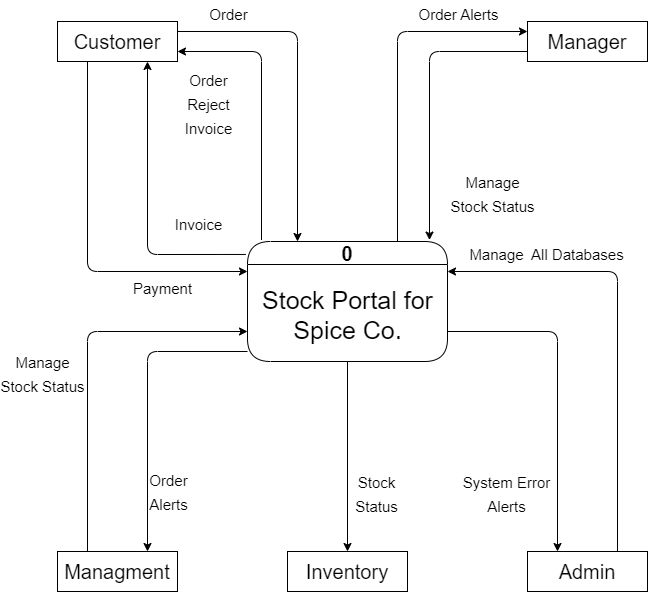 Order
Order Alerts
Customer
Manager
Order
Reject
Invoice
Manage
Stock Status
Invoice
0
Manage All Databases
Payment
Stock Portal for
Spice Co.
Manage
Stock Status
Order
Alerts
Stock
Status
System Error
Alerts
Managment
Inventory
Admin